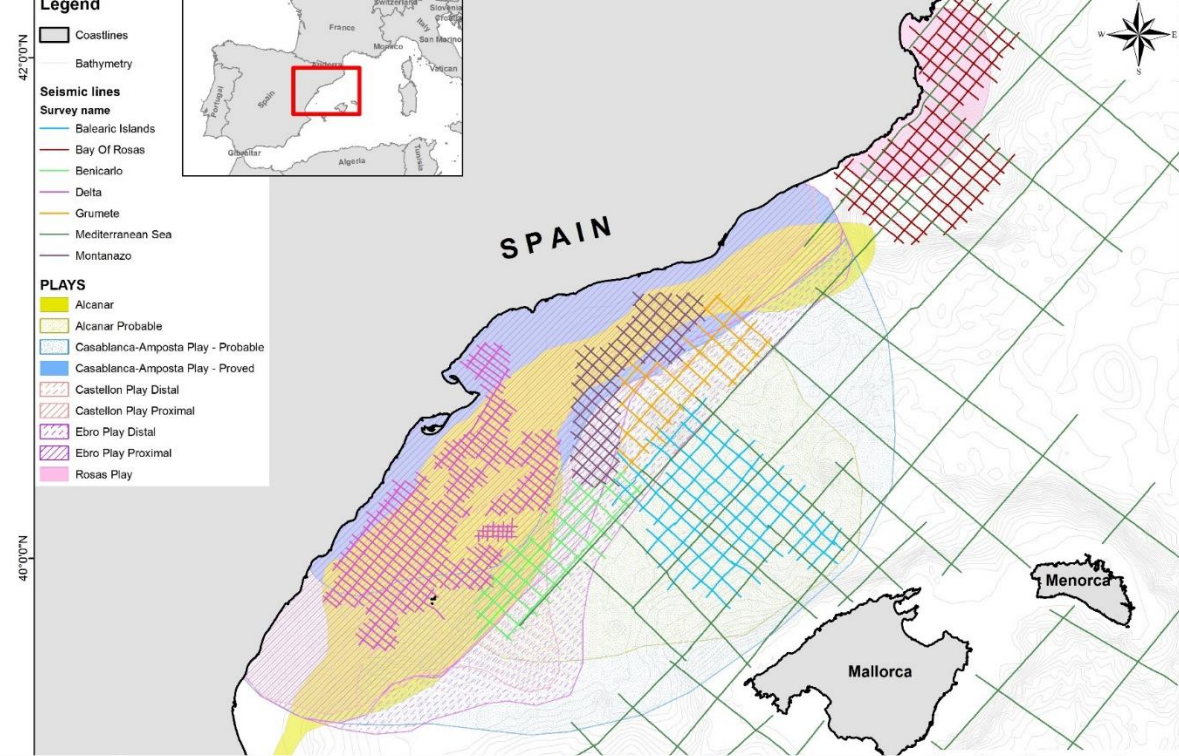 Legend
Coastlines
Bathymetry
Seismic lines
Survey name
Balearic Islands
Bay Of Rosas
Benicarlo
Delta
Grumete
Mediterranean Sea
Montanazo
PLAYS
Alcanar
Alcanar Probable
Casablanca-Amposta Play - Probable
Casablanca-Amposta Play - Proved
Castellon Play Distal
Castellon Play Proximal
Ebro Play Distal
Ebro Play Proximal
Rosas Play
42°0'0"N
40°0'0"N
Switzerland
Slovenia
Croatia
France
Italy
San Marino
Monaco
Andorra
Vatican
Portugal
Spain
Gibraltar
Algeria
Tunisia
W
E
S
SPAIN
Menorca
Mallorca